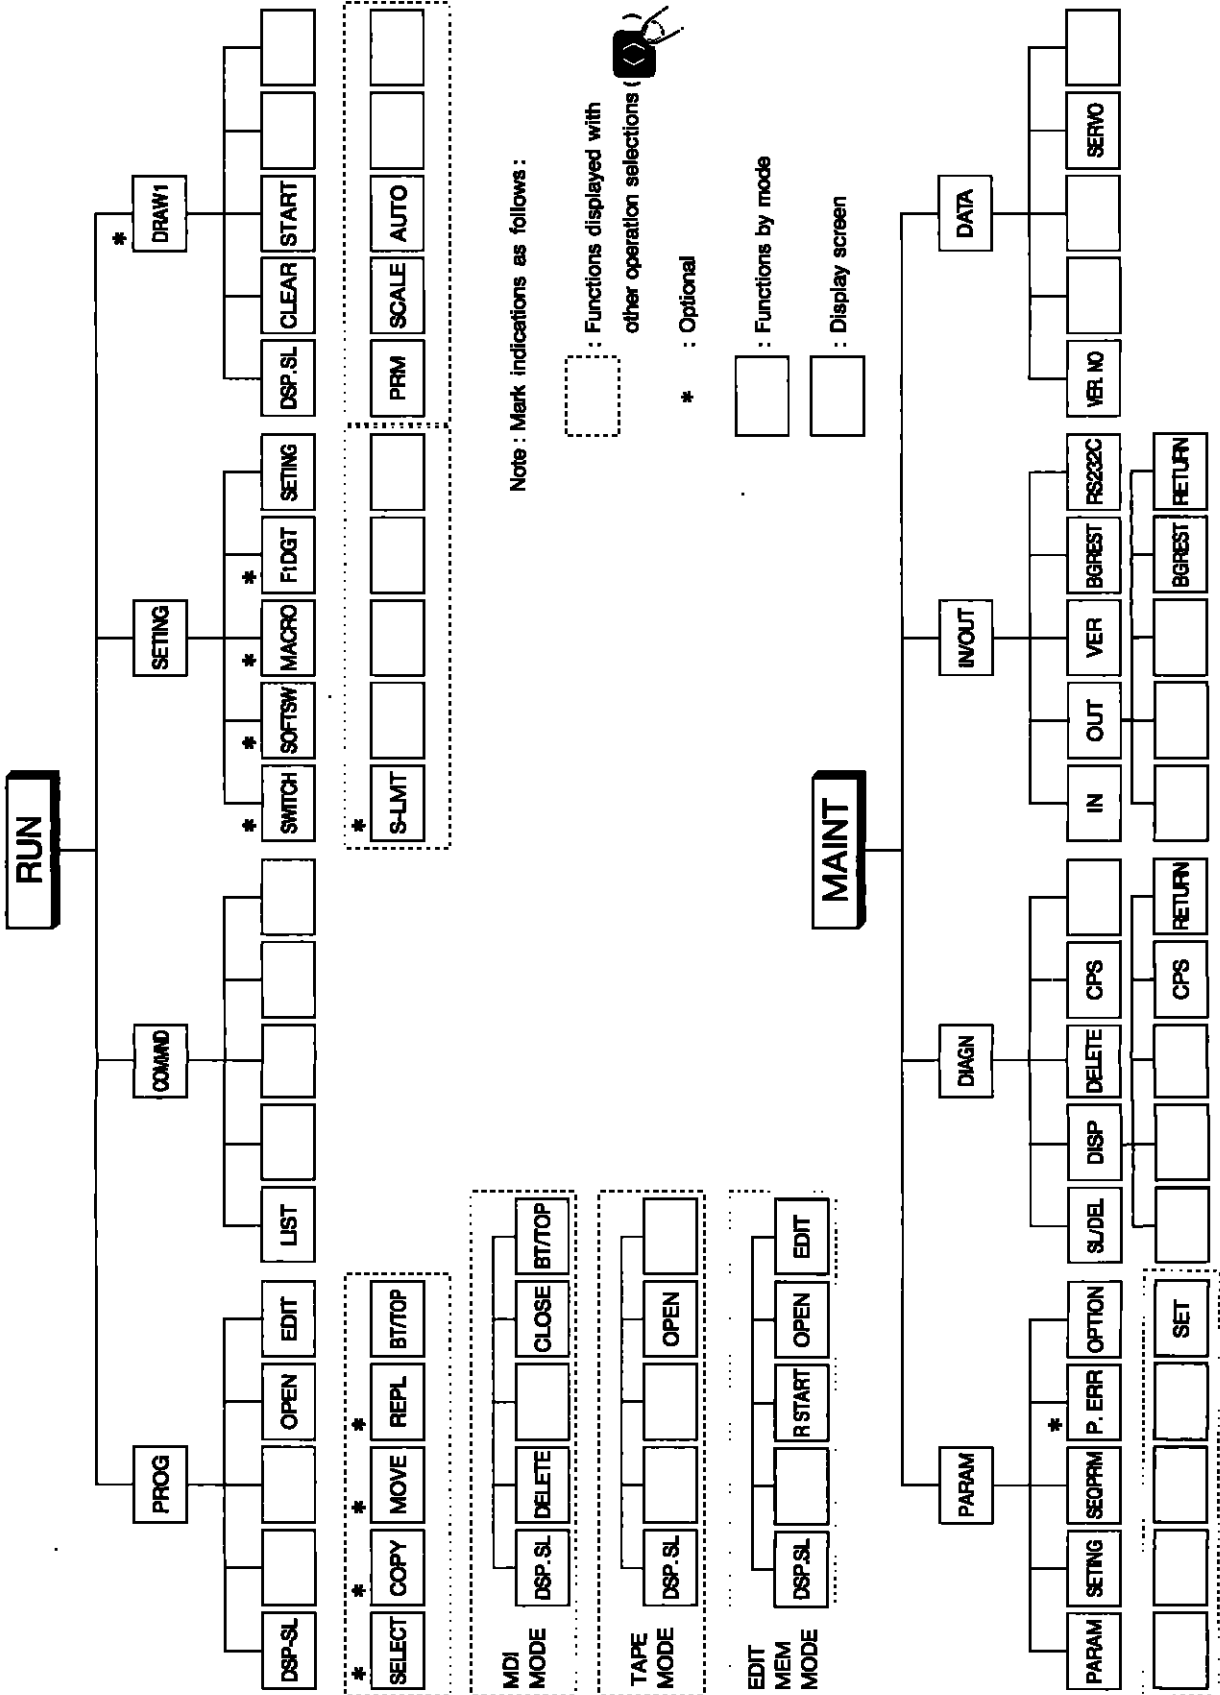 RUN
PROG
COMMND
SETING
* DRAW1
DSP-SL
OPEN
EDIT
LIST
* SWITCH
* SOFTSW
* MACRO
* F1DGT
SETING
DSP.SL
CLEAR
START
* SELECT
* COPY
* MOVE
* REPL
BT/TOP
* S-LMT
PRM
SCALE
AUTO
MDI
MODE
DSP.SL
DELETE
CLOSE
BT/TOP
TAPE
MODE
DSP.SL
OPEN
EDIT
MEM
MODE
DSP.SL
R START
OPEN
EDIT
Note : Mark indications as follows :
: Functions displayed with
other operation selections ( )
* : Optional
: Functions by mode
: Display screen
MAINT
PARAM
DIAGN
IN/OUT
DATA
PARAM
SETING
SEQPRM
* P. ERR
OPTION
SL/DEL
DISP
DELETE
CPS
IN
OUT
VER
BGREST
RS232C
VER. NO
SERVO
SET
CPS
RETURN
BGREST
RETURN